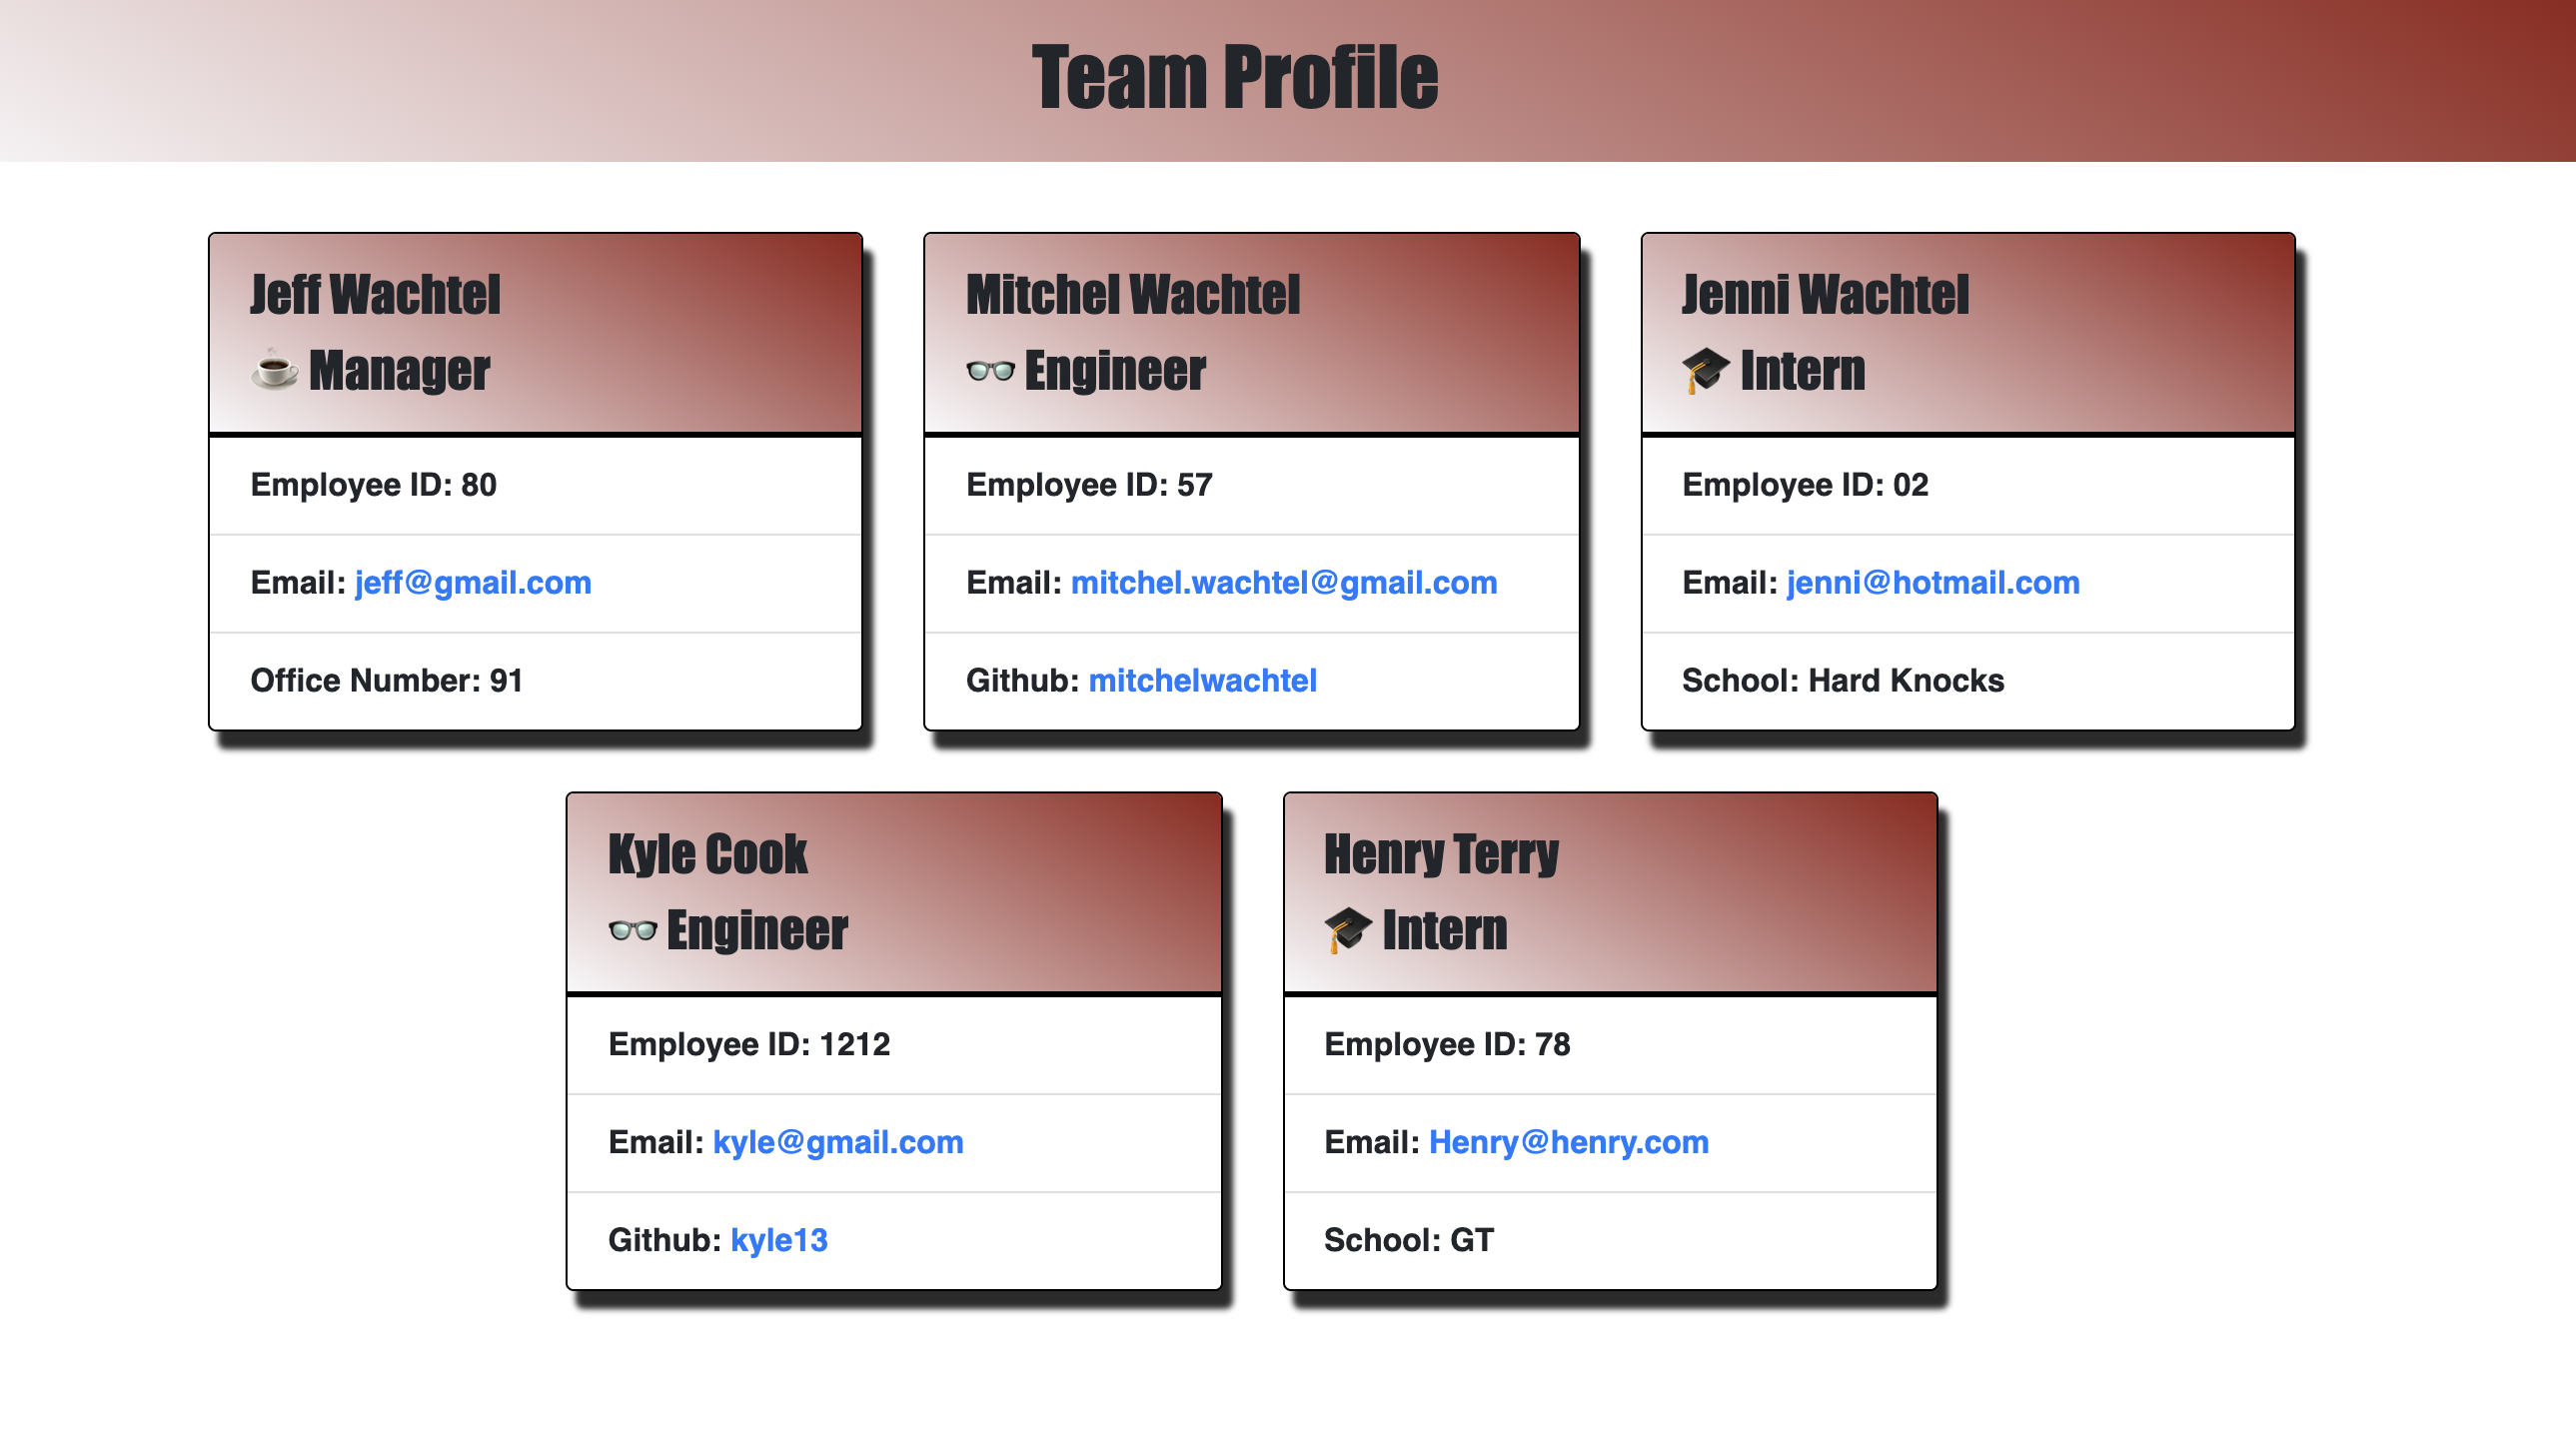 Team Profile
Jeff Wachtel
☕ Manager
Employee ID: 80
Email: jeff@gmail.com
Office Number: 91
Mitchel Wachtel
👓 Engineer
Employee ID: 57
Email: mitchel.wachtel@gmail.com
Github: mitchelwachtel
Jenni Wachtel
🎓 Intern
Employee ID: 02
Email: jenni@hotmail.com
School: Hard Knocks
Kyle Cook
👓 Engineer
Employee ID: 1212
Email: kyle@gmail.com
Github: kyle13
Henry Terry
🎓 Intern
Employee ID: 78
Email: Henry@henry.com
School: GT